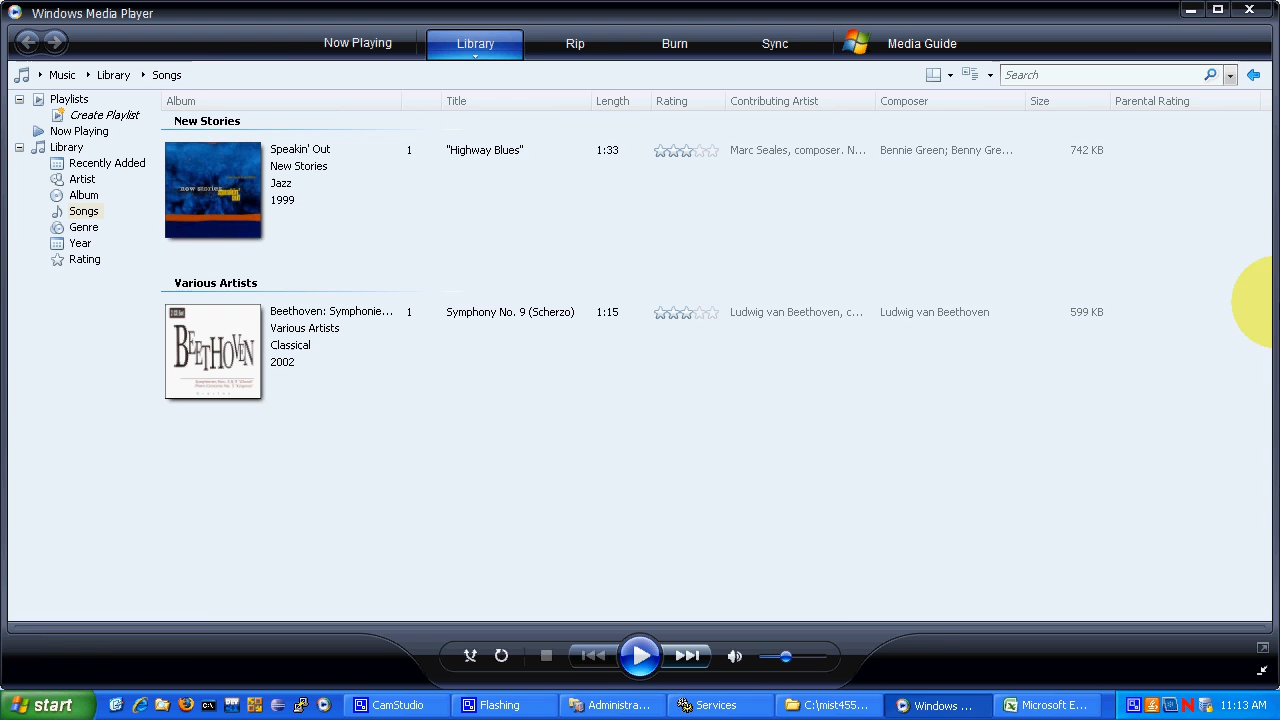 Windows Media Player
Now Playing
Library
Rip
Burn
Sync
Media Guide
Music Library Songs
Search
Playlists
Create Playlist
Now Playing
Library
Recently Added
Artist
Album
Songs
Genre
Year
Rating
Album Title Length Rating Contributing Artist Composer Size Parental Rating
New Stories
Speakin' Out 1 "Highway Blues" 1:33 Marc Seales, composer. N... Bennie Green; Benny Gre... 742 KB
New Stories
Jazz
1999
now stories
Various Artists
Beethoven: Symphonie... 1 Symphony No. 9 (Scherzo) 1:15 Ludwig van Beethoven, c... Ludwig van Beethoven 599 KB
Various Artists
Classical
2002
BEETHOVEN
start
CamStudio
Flashing
Administra...
Services
C:\mist455...
Windows ...
Microsoft E...
11:13 AM